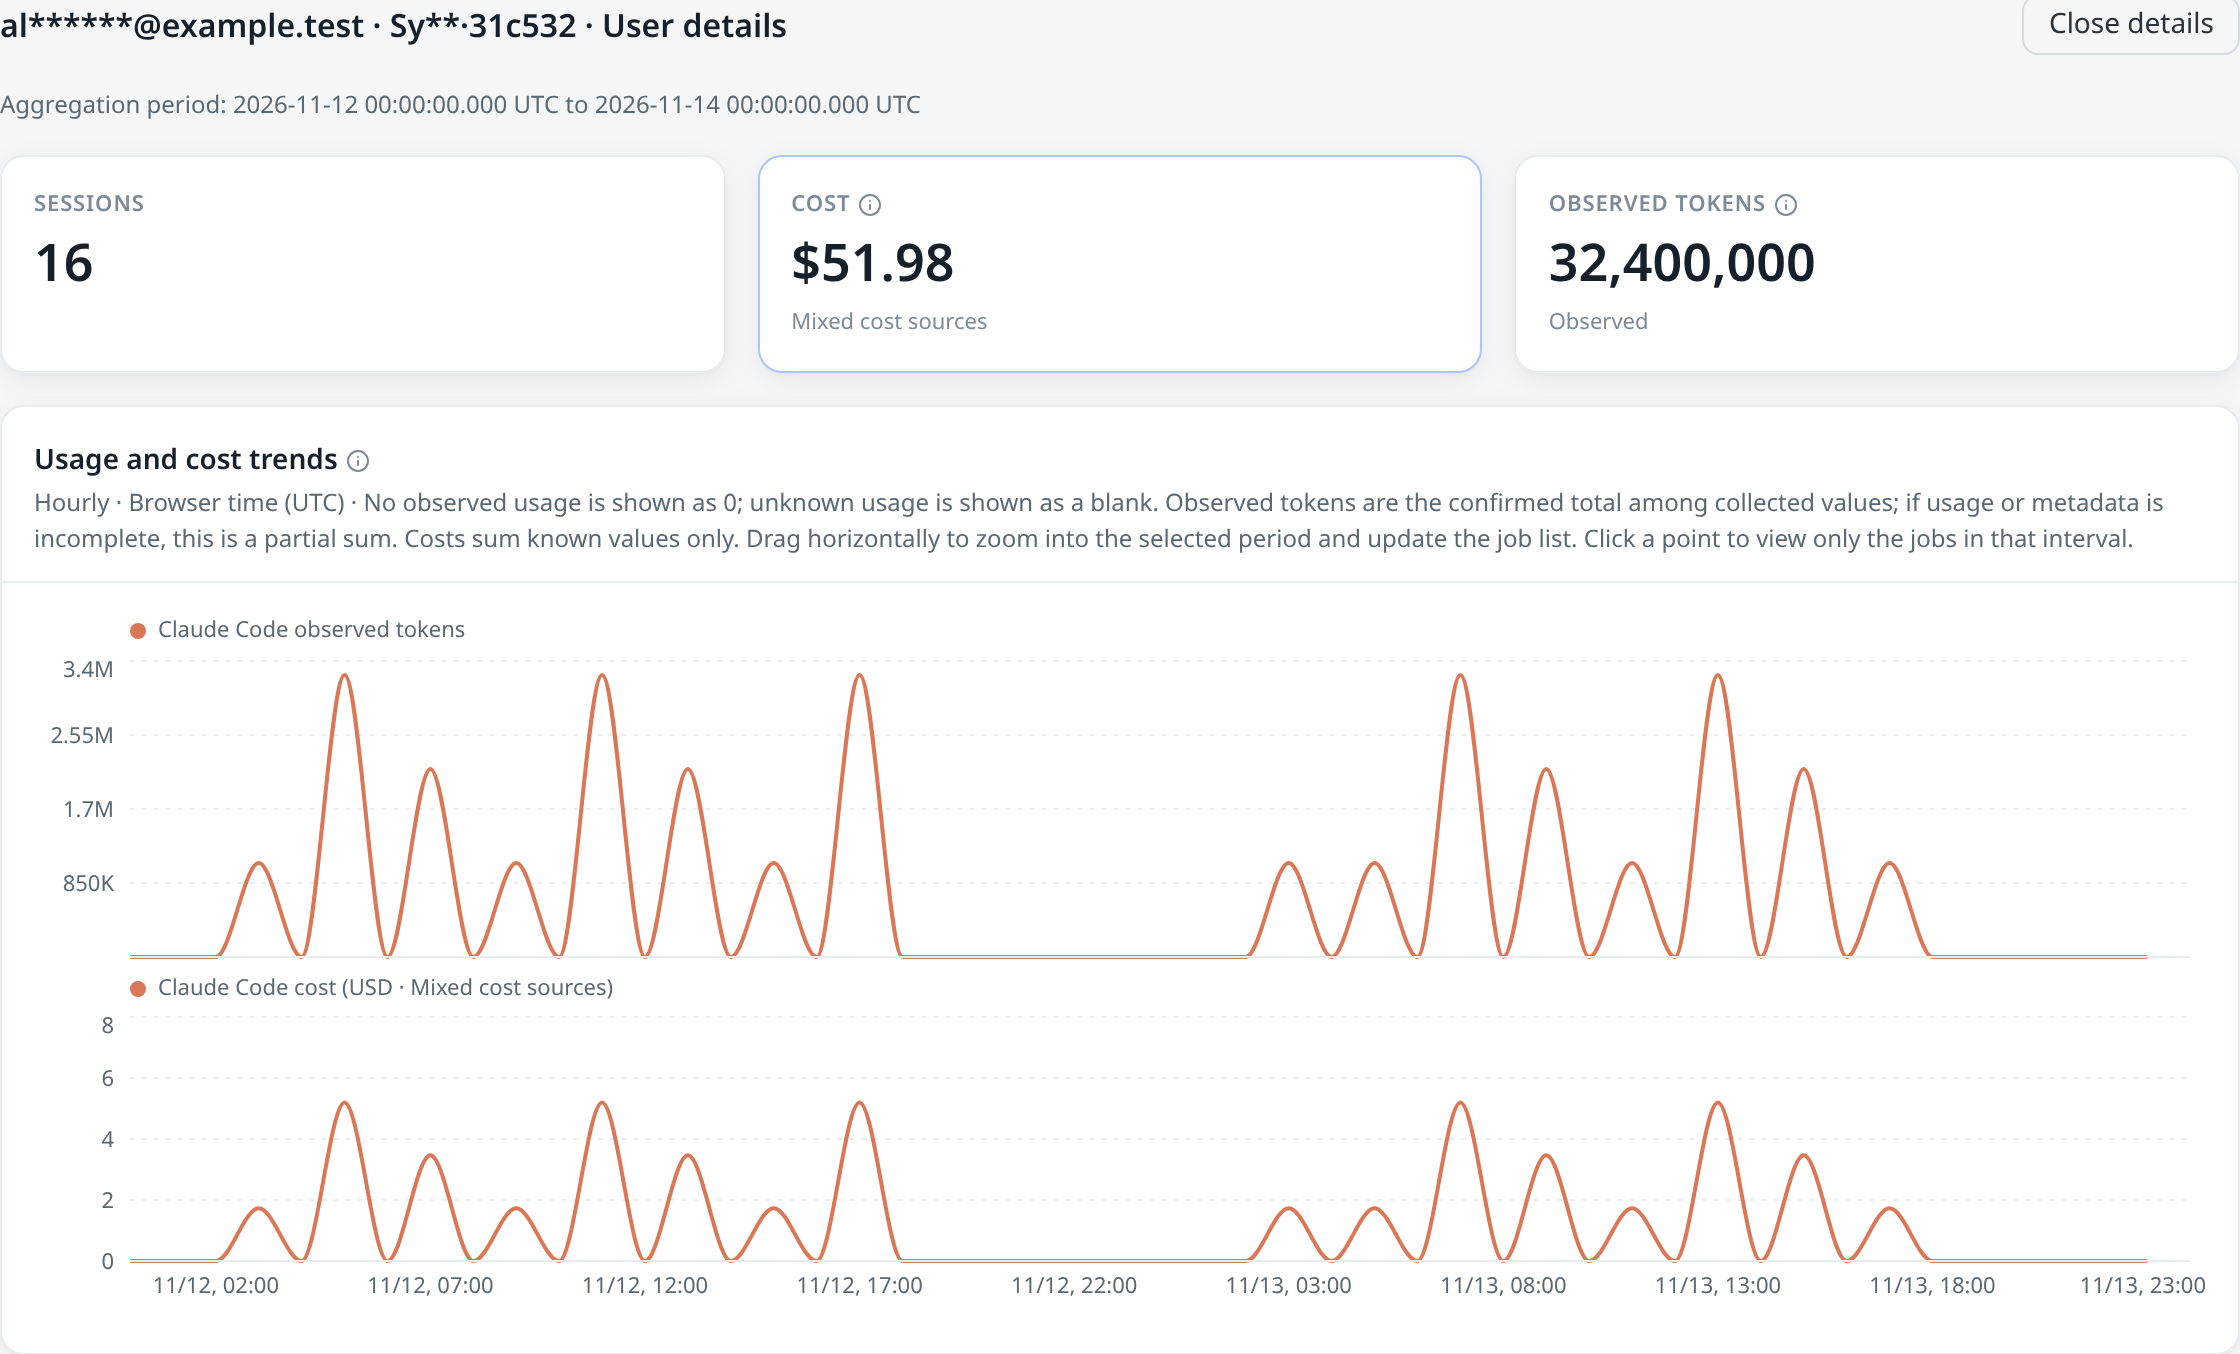 al******@example.test · Sy**·31c532 · User details
Close details
Aggregation period: 2026-11-12 00:00:00.000 UTC to 2026-11-14 00:00:00.000 UTC
SESSIONS
16
COST
$51.98
Mixed cost sources
OBSERVED TOKENS
32,400,000
Observed
Usage and cost trends
Hourly · Browser time (UTC) · No observed usage is shown as 0; unknown usage is shown as a blank. Observed tokens are the confirmed total among collected values; if usage or metadata is
incomplete, this is a partial sum. Costs sum known values only. Drag horizontally to zoom into the selected period and update the job list. Click a point to view only the jobs in that interval.
Claude Code observed tokens
3.4M
2.55M
1.7M
850K
Claude Code cost (USD · Mixed cost sources)
8
6
4
2
0
11/12, 02:00
11/12, 07:00
11/12, 12:00
11/12, 17:00
11/12, 22:00
11/13, 03:00
11/13, 08:00
11/13, 13:00
11/13, 18:00
11/13, 23:00